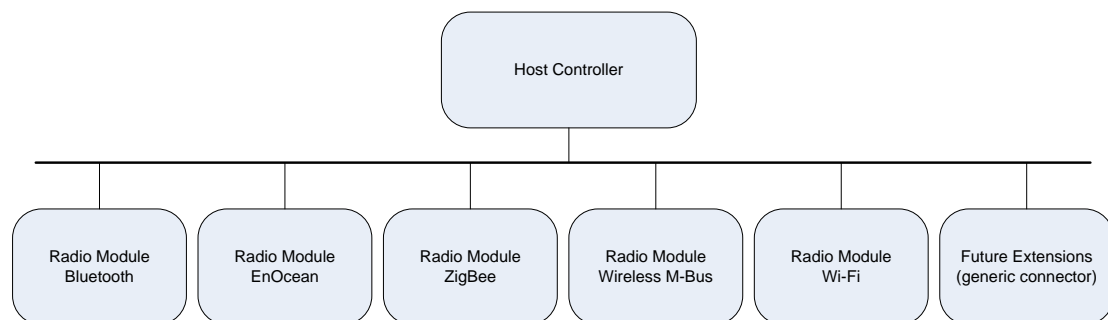 Host Controller
Radio Module
Bluetooth
Radio Module
EnOcean
Radio Module
ZigBee
Radio Module
Wireless M-Bus
Radio Module
Wi-Fi
Future Extensions
(generic connector)